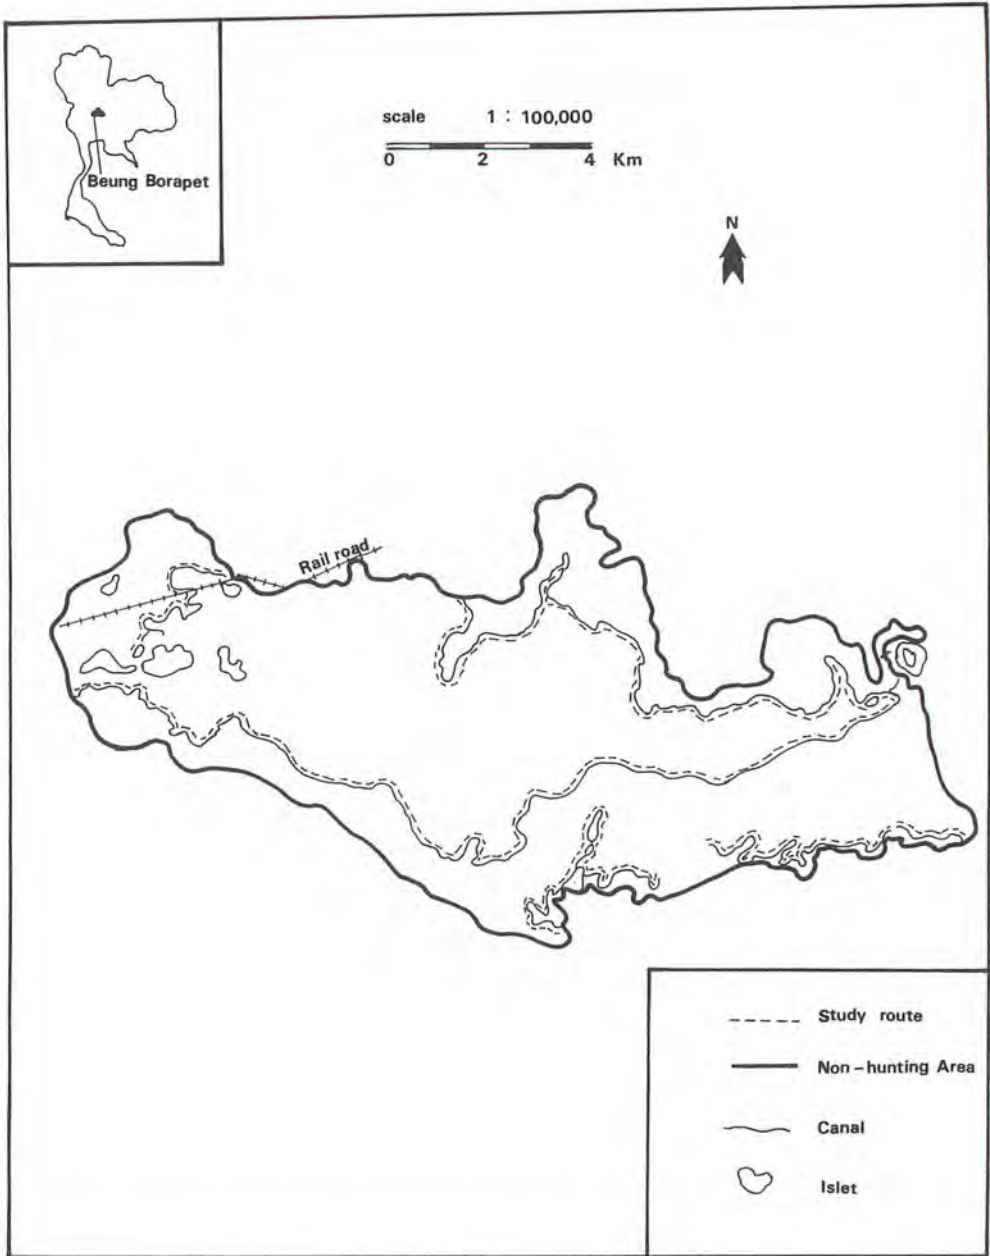 Beung Borapet
scale 1 : 100,000
0 2 4 Km
N
Rail road
Study route
Non-hunting Area
Canal
Islet